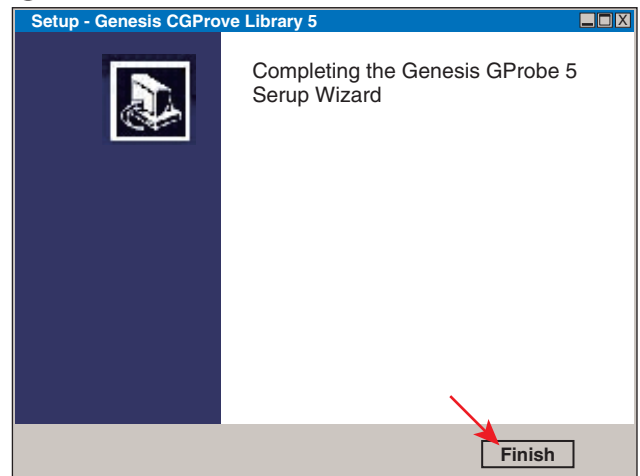 Setup - Genesis CGProve Library 5
Completing the Genesis GProbe 5
Serup Wizard
Finish